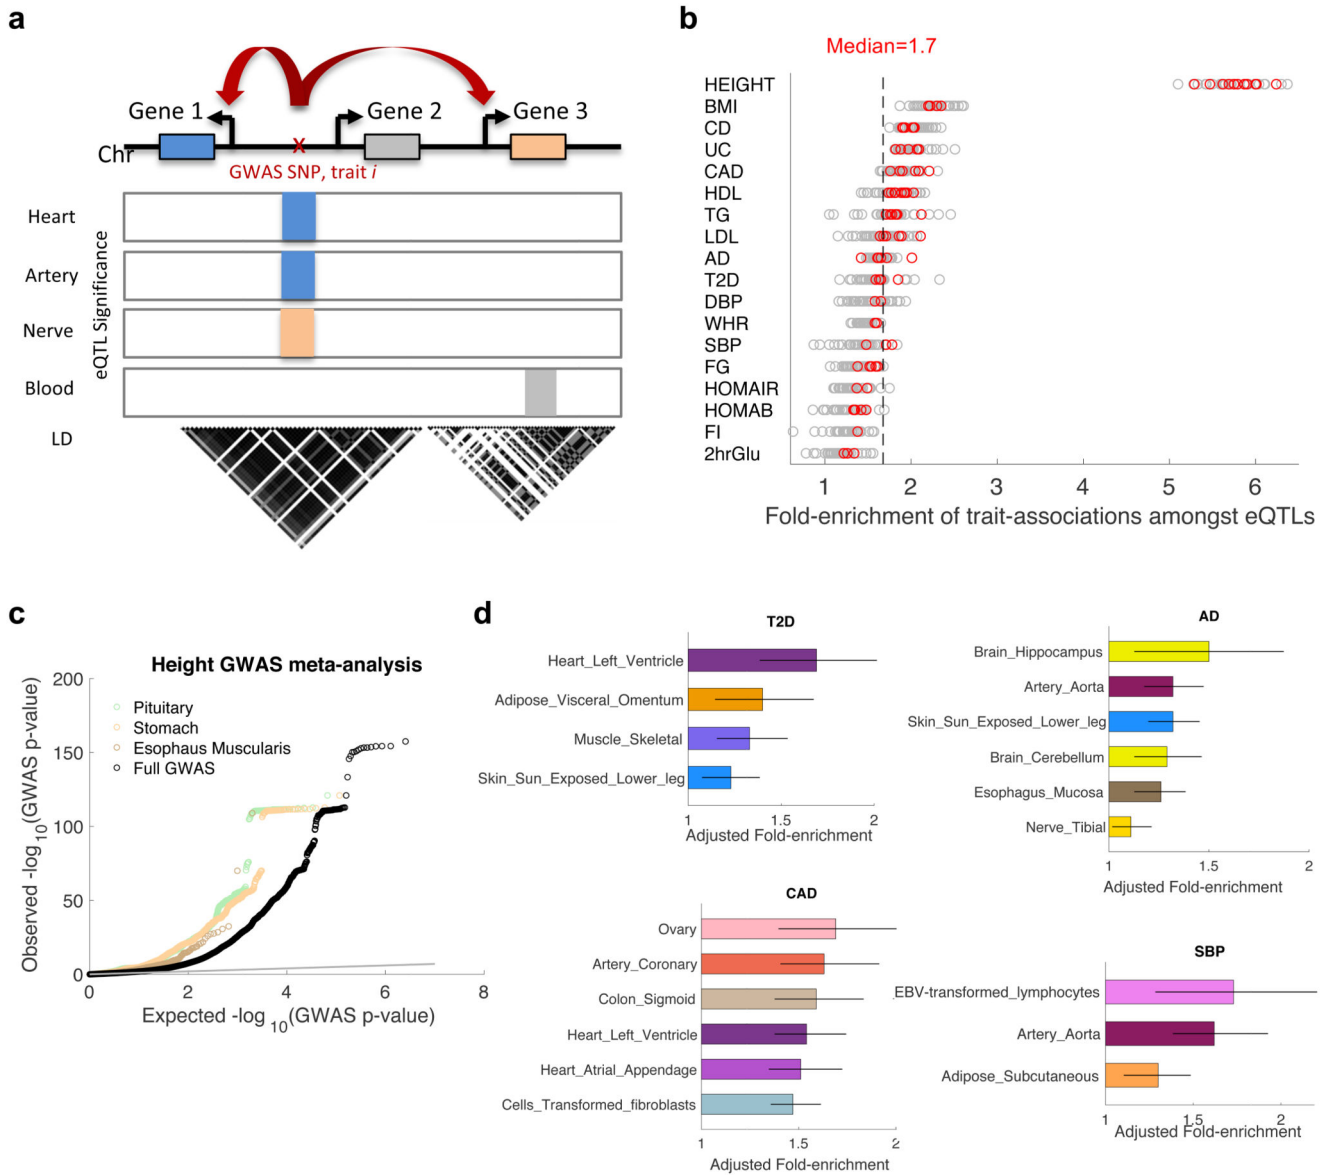 a
Gene 1
Gene 2
Gene 3
Chr
GWAS SNP, trait i
eQTL Significance
Heart
Artery
Nerve
Blood
LD
b
Median=1.7
HEIGHT
BMI
CD
UC
CAD
HDL
TG
LDL
AD
T2D
DBP
WHR
SBP
FG
HOMAIR
HOMAB
FI
2hrGlu
1 2 3 4 5 6
Fold-enrichment of trait-associations amongst eQTLs
c
Height GWAS meta-analysis
Observed -log10(GWAS p-value)
200
150
100
50
0
Pituitary
Stomach
Esophaus Muscularis
Full GWAS
0 2 4 6 8
Expected -log10(GWAS p-value)
d
T2D
Heart_Left_Ventricle
Adipose_Visceral_Omentum
Muscle_Skeletal
Skin_Sun_Exposed_Lower_leg
1 1.5 2
Adjusted Fold-enrichment
AD
Brain_Hippocampus
Artery_Aorta
Skin_Sun_Exposed_Lower_leg
Brain_Cerebellum
Esophagus_Mucosa
Nerve_Tibial
1 1.5 2
Adjusted Fold-enrichment
CAD
Ovary
Artery_Coronary
Colon_Sigmoid
Heart_Left_Ventricle
Heart_Atrial_Appendage
Cells_Transformed_fibroblasts
1 1.5 2
Adjusted Fold-enrichment
SBP
EBV-transformed_lymphocytes
Artery_Aorta
Adipose_Subcutaneous
1 1.5 2
Adjusted Fold-enrichment